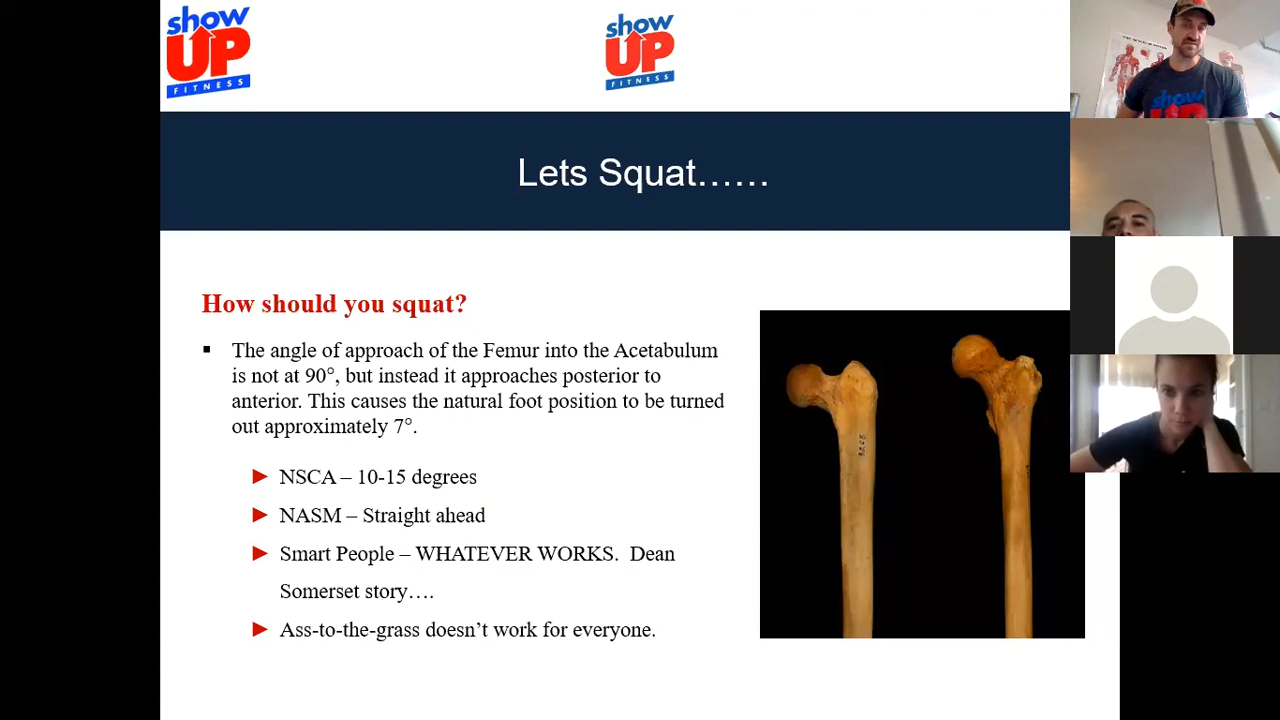 show
UP
FITNESS
show
UP
FITNESS
Lets Squat……
How should you squat?
▪ The angle of approach of the Femur into the Acetabulum
is not at 90°, but instead it approaches posterior to
anterior. This causes the natural foot position to be turned
out approximately 7°.
► NSCA – 10-15 degrees
► NASM – Straight ahead
► Smart People – WHATEVER WORKS. Dean
Somerset story….
► Ass-to-the-grass doesn’t work for everyone.
show
UP